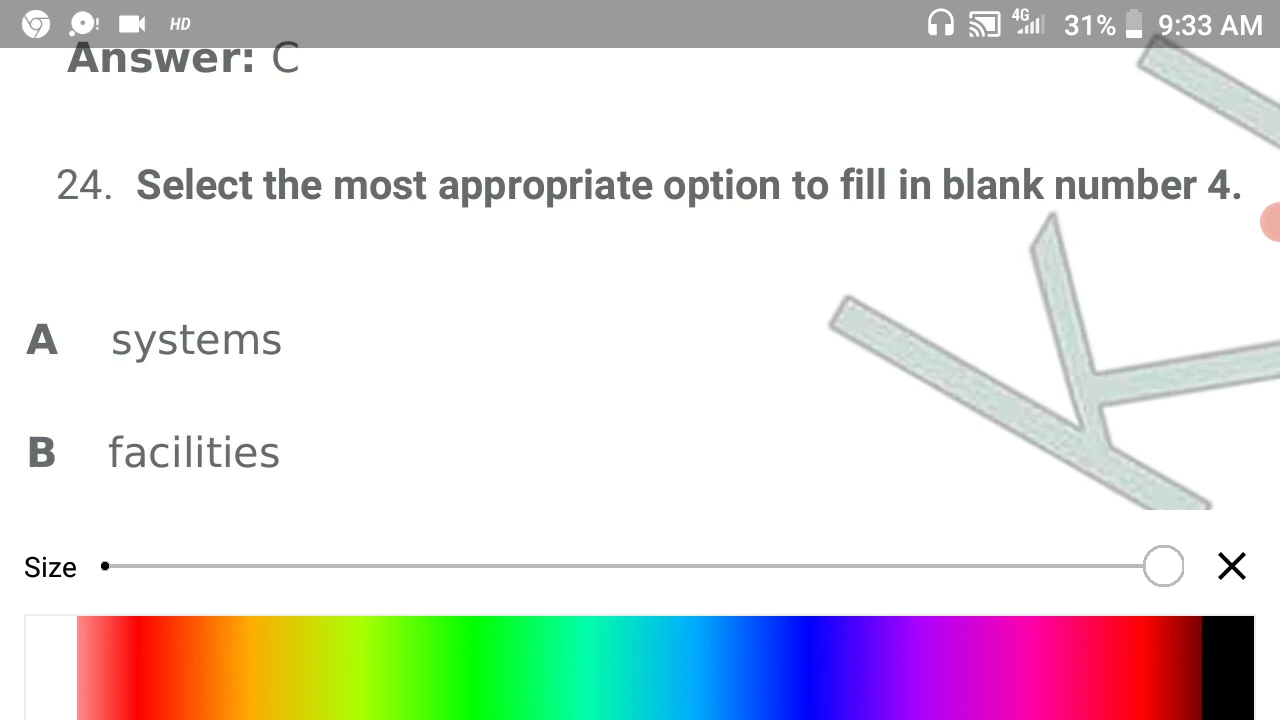 HD 4G 31% 9:33 AM
Answer: C
24. Select the most appropriate option to fill in blank number 4.
A systems
B facilities
Size